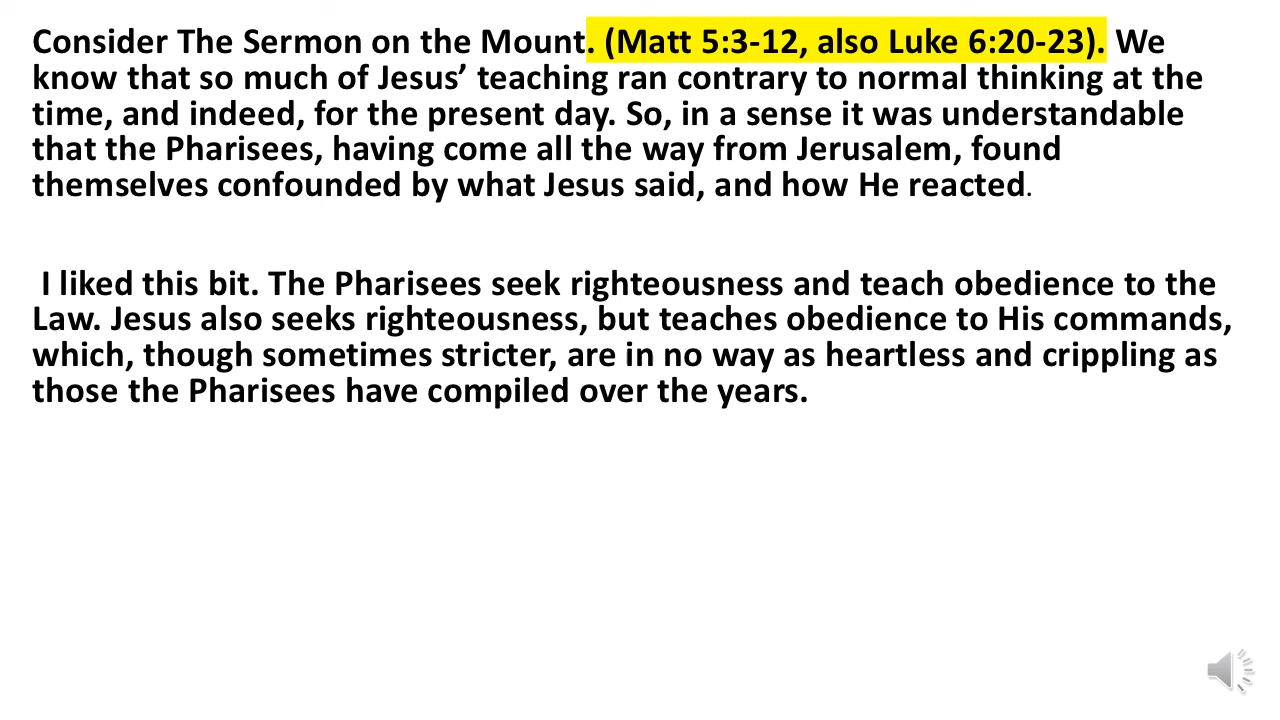 Consider The Sermon on the Mount. (Matt 5:3-12, also Luke 6:20-23). We
know that so much of Jesus’ teaching ran contrary to normal thinking at the
time, and indeed, for the present day. So, in a sense it was understandable
that the Pharisees, having come all the way from Jerusalem, found
themselves confounded by what Jesus said, and how He reacted.
I liked this bit. The Pharisees seek righteousness and teach obedience to the
Law. Jesus also seeks righteousness, but teaches obedience to His commands,
which, though sometimes stricter, are in no way as heartless and crippling as
those the Pharisees have compiled over the years.